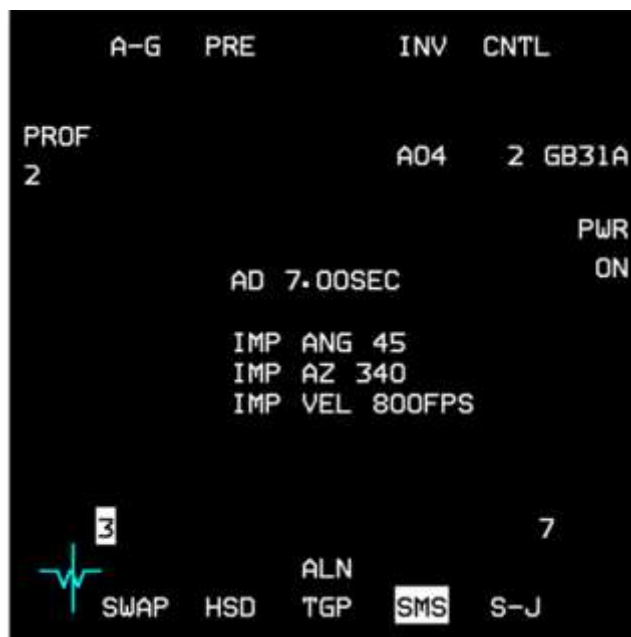 A-G PRE INV CNTL
PROF
2
A04 2 GB31A
PWR
ON
AD 7.00SEC
IMP ANG 45
IMP AZ 340
IMP VEL 800FPS
3 7
ALN
SWAP HSD TGP SMS S-J